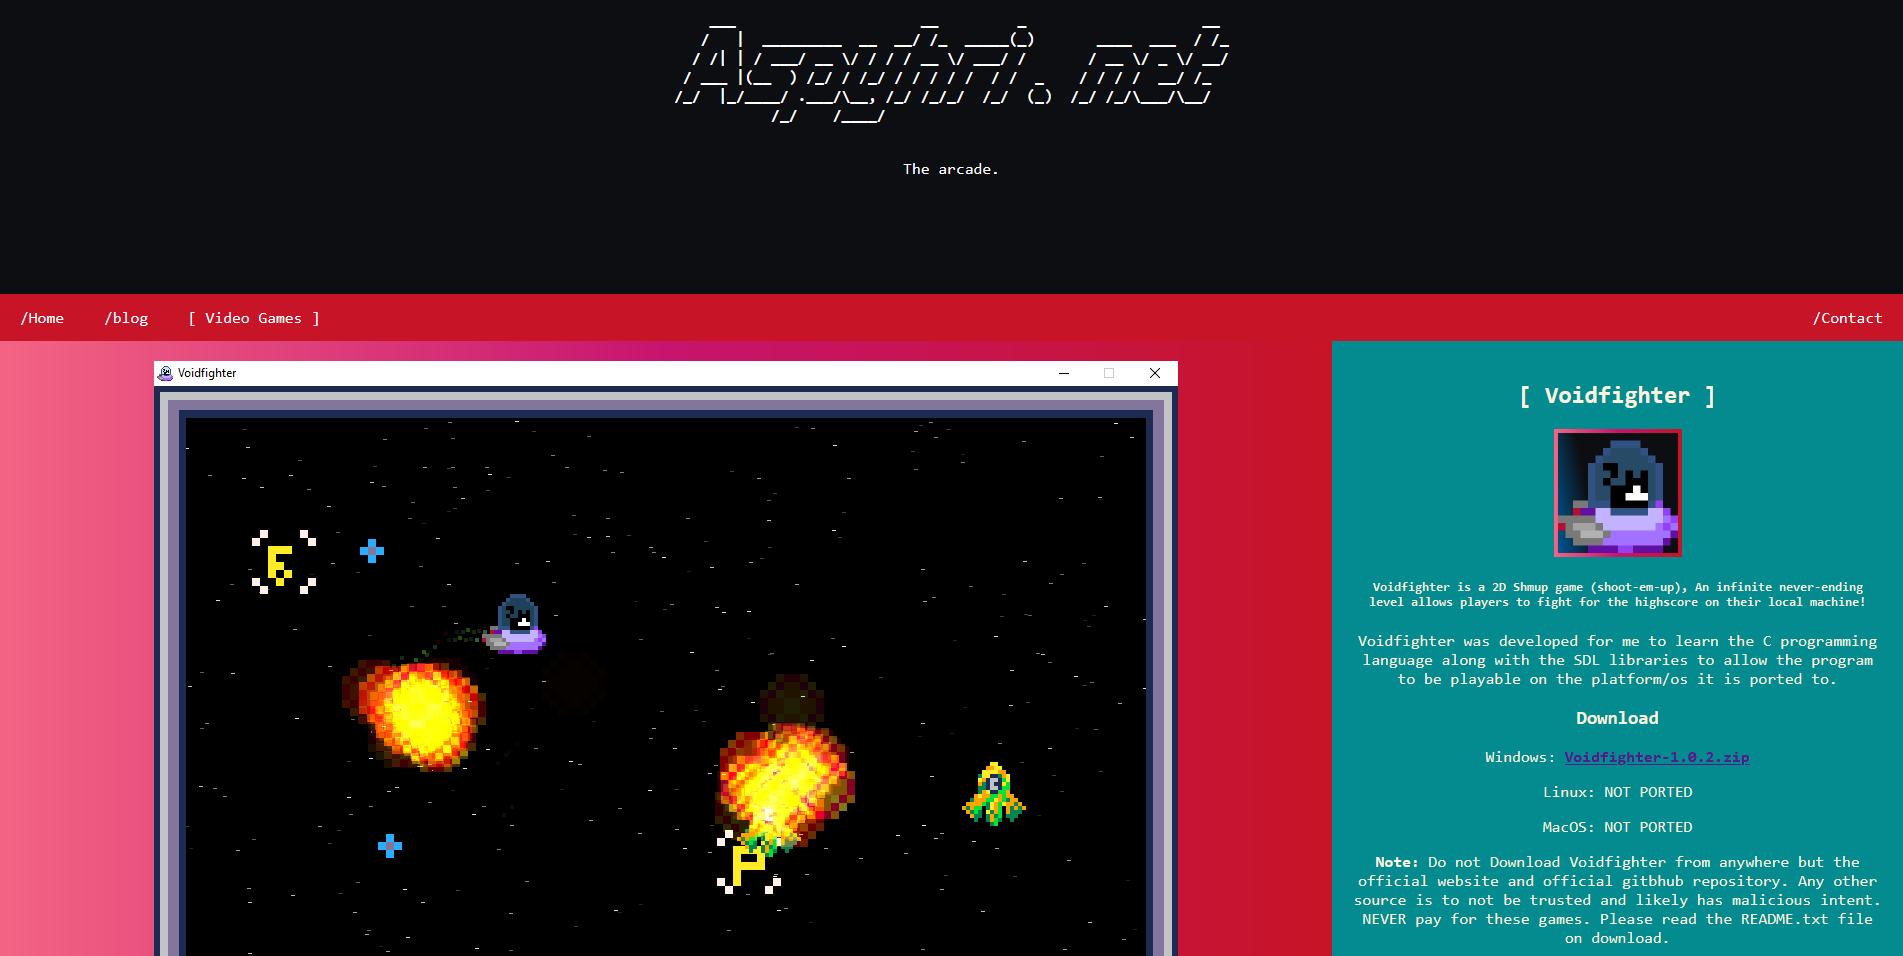 Aspythri.net
The arcade.
/Home /blog [ Video Games ] /Contact
Voidfighter
F
P
[ Voidfighter ]
Voidfighter is a 2D Shmup game (shoot-em-up), An infinite never-ending
level allows players to fight for the highscore on their local machine!
Voidfighter was developed for me to learn the C programming
language along with the SDL libraries to allow the program
to be playable on the platform/os it is ported to.
Download
Windows: Voidfighter-1.0.2.zip
Linux: NOT PORTED
MacOS: NOT PORTED
Note: Do not Download Voidfighter from anywhere but the
official website and official gitbhub repository. Any other
source is to not be trusted and likely has malicious intent.
NEVER pay for these games. Please read the README.txt file
on download.